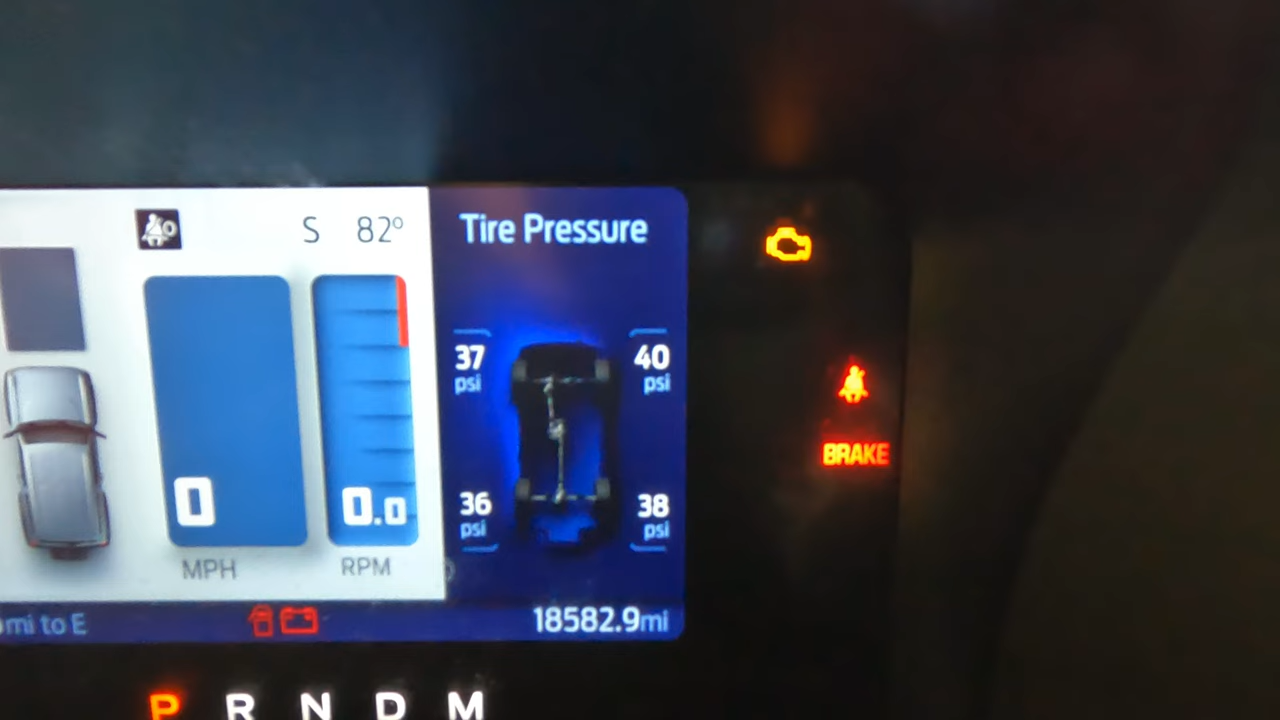 S 82º
Tire Pressure
37
psi
40
psi
36
psi
38
psi
0
0.0
MPH
RPM
BRAKE
mi to E
18582.9mi
P R N D M